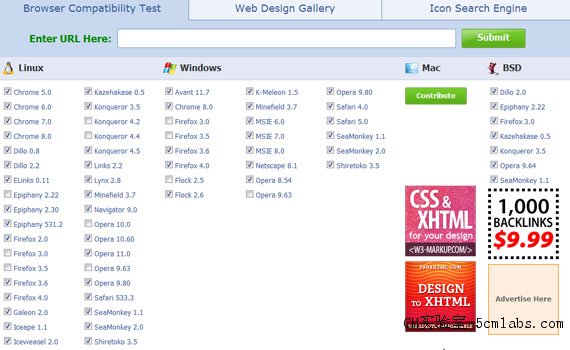 Browser Compatibility Test
Web Design Gallery
Icon Search Engine
Enter URL Here:
Submit
Linux
Chrome 5.0
Chrome 6.0
Chrome 7.0
Chrome 8.0
Dillo 0.8
Dillo 2.2
ELinks 0.11
Epiphany 2.22
Epiphany 2.30
Epiphany 531.2
Firefox 2.0
Firefox 3.0
Firefox 3.5
Firefox 3.6
Firefox 4.0
Galeon 2.0
Iceape 1.1
Iceweasel 2.0
Kazehakase 0.5
Konqueror 3.5
Konqueror 4.2
Konqueror 4.4
Konqueror 4.5
Links 2.2
Lynx 2.8
Minefield 3.7
Navigator 9.0
Opera 10.0
Opera 10.60
Opera 11.0
Opera 9.63
Opera 9.80
Safari 533.3
SeaMonkey 1.1
SeaMonkey 2.0
Shiretoko 3.5
Windows
Avant 11.7
Chrome 8.0
Firefox 3.0
Firefox 3.5
Firefox 3.6
Firefox 4.0
Flock 2.5
Flock 2.6
K-Meleon 1.5
Minefield 3.7
MSIE 6.0
MSIE 7.0
MSIE 8.0
Netscape 8.1
Opera 8.54
Opera 9.63
Opera 9.80
Safari 4.0
Safari 5.0
SeaMonkey 1.1
SeaMonkey 2.0
Shiretoko 3.5
Mac
Contribute
BSD
Dillo 2.0
Epiphany 2.22
Firefox 3.0
Kazehakase 0.5
Konqueror 3.5
Opera 9.64
SeaMonkey 1.1
CSS &
XHTML
for your design
<W3-MARKUP.COM/>
1,000
BACKLINKS
$9.99
PSD2HTML.COM
DESIGN
TO XHTML
Advertise Here
实验室-5cmlabs.com